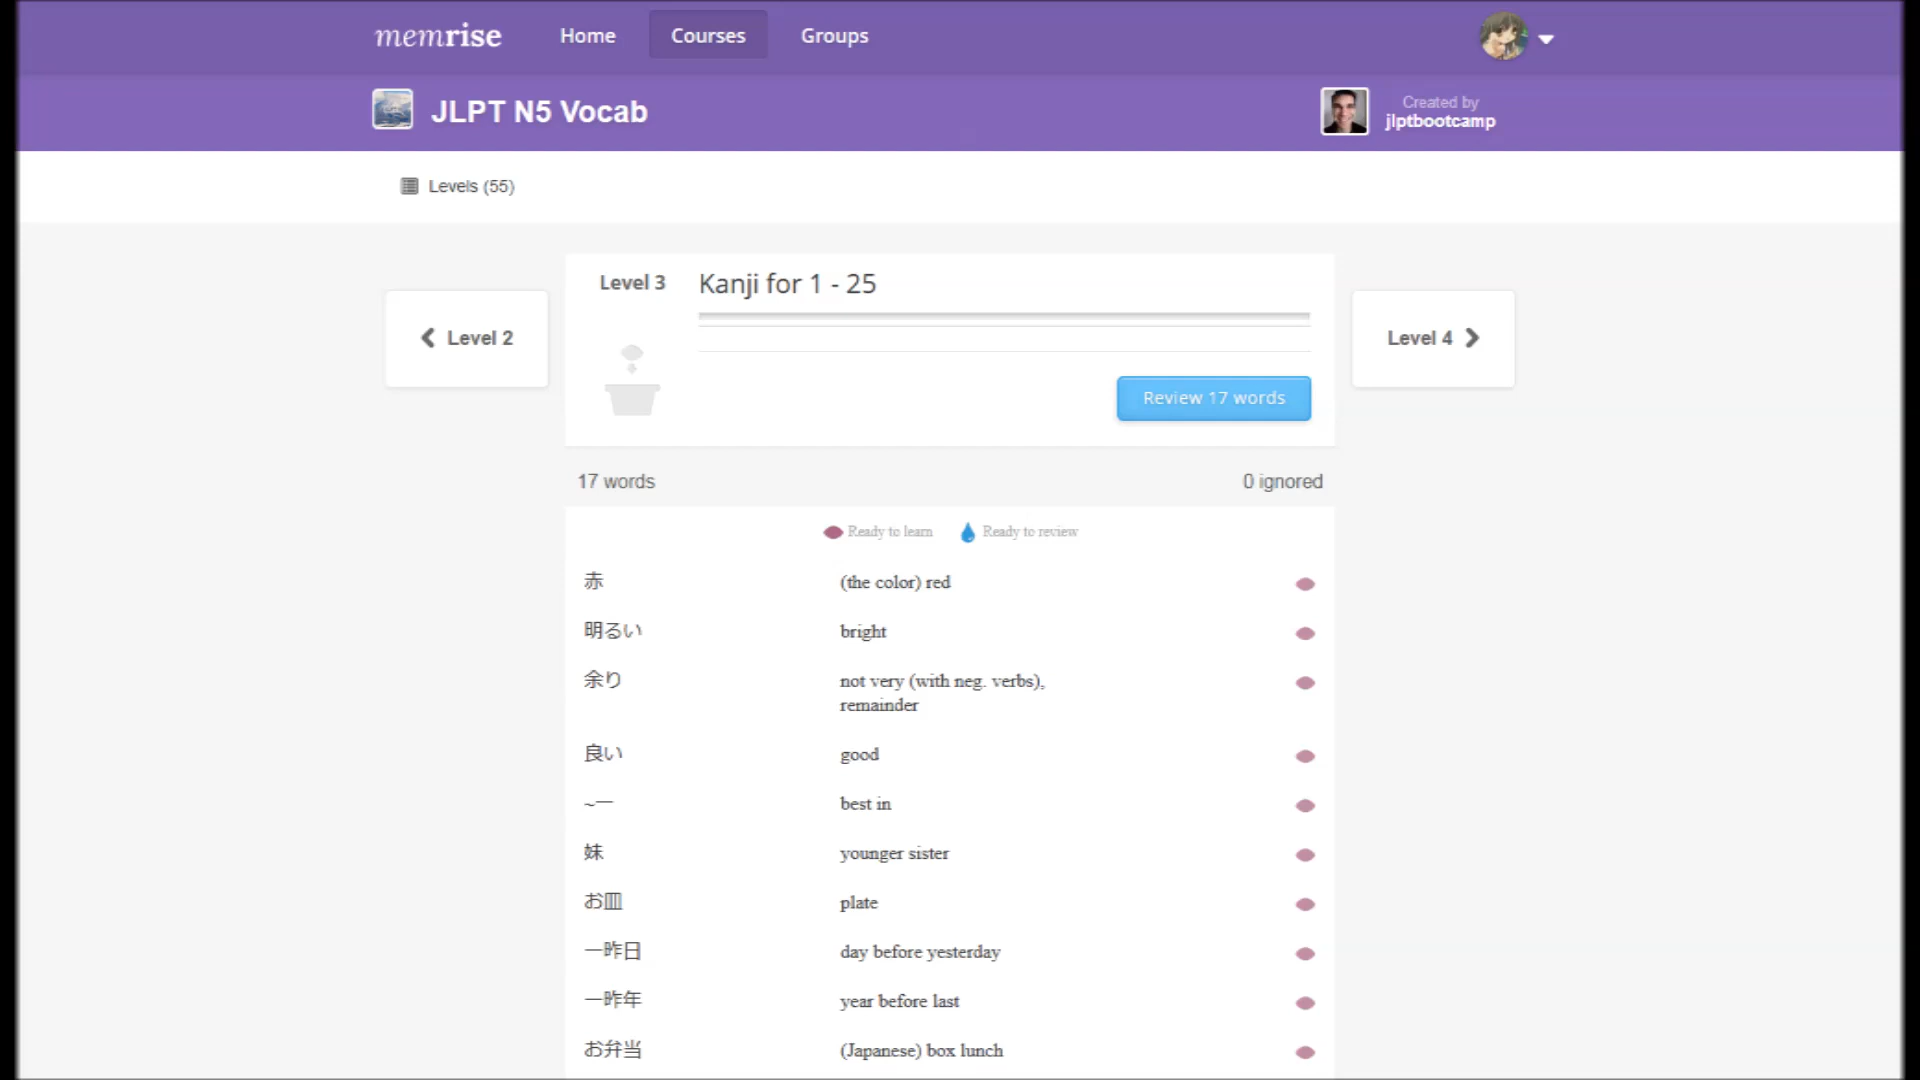 memrise Home Courses Groups
JLPT N5 Vocab
Created by
jlptbootcamp
Levels (55)
Level 2
Level 3 Kanji for 1 - 25
Level 4
Review 17 words
17 words 0 ignored
Ready to learn Ready to review
赤 (the color) red
明るい bright
余り not very (with neg. verbs),
remainder
良い good
~一 best in
妹 younger sister
お皿 plate
一昨日 day before yesterday
一昨年 year before last
お弁当 (Japanese) box lunch